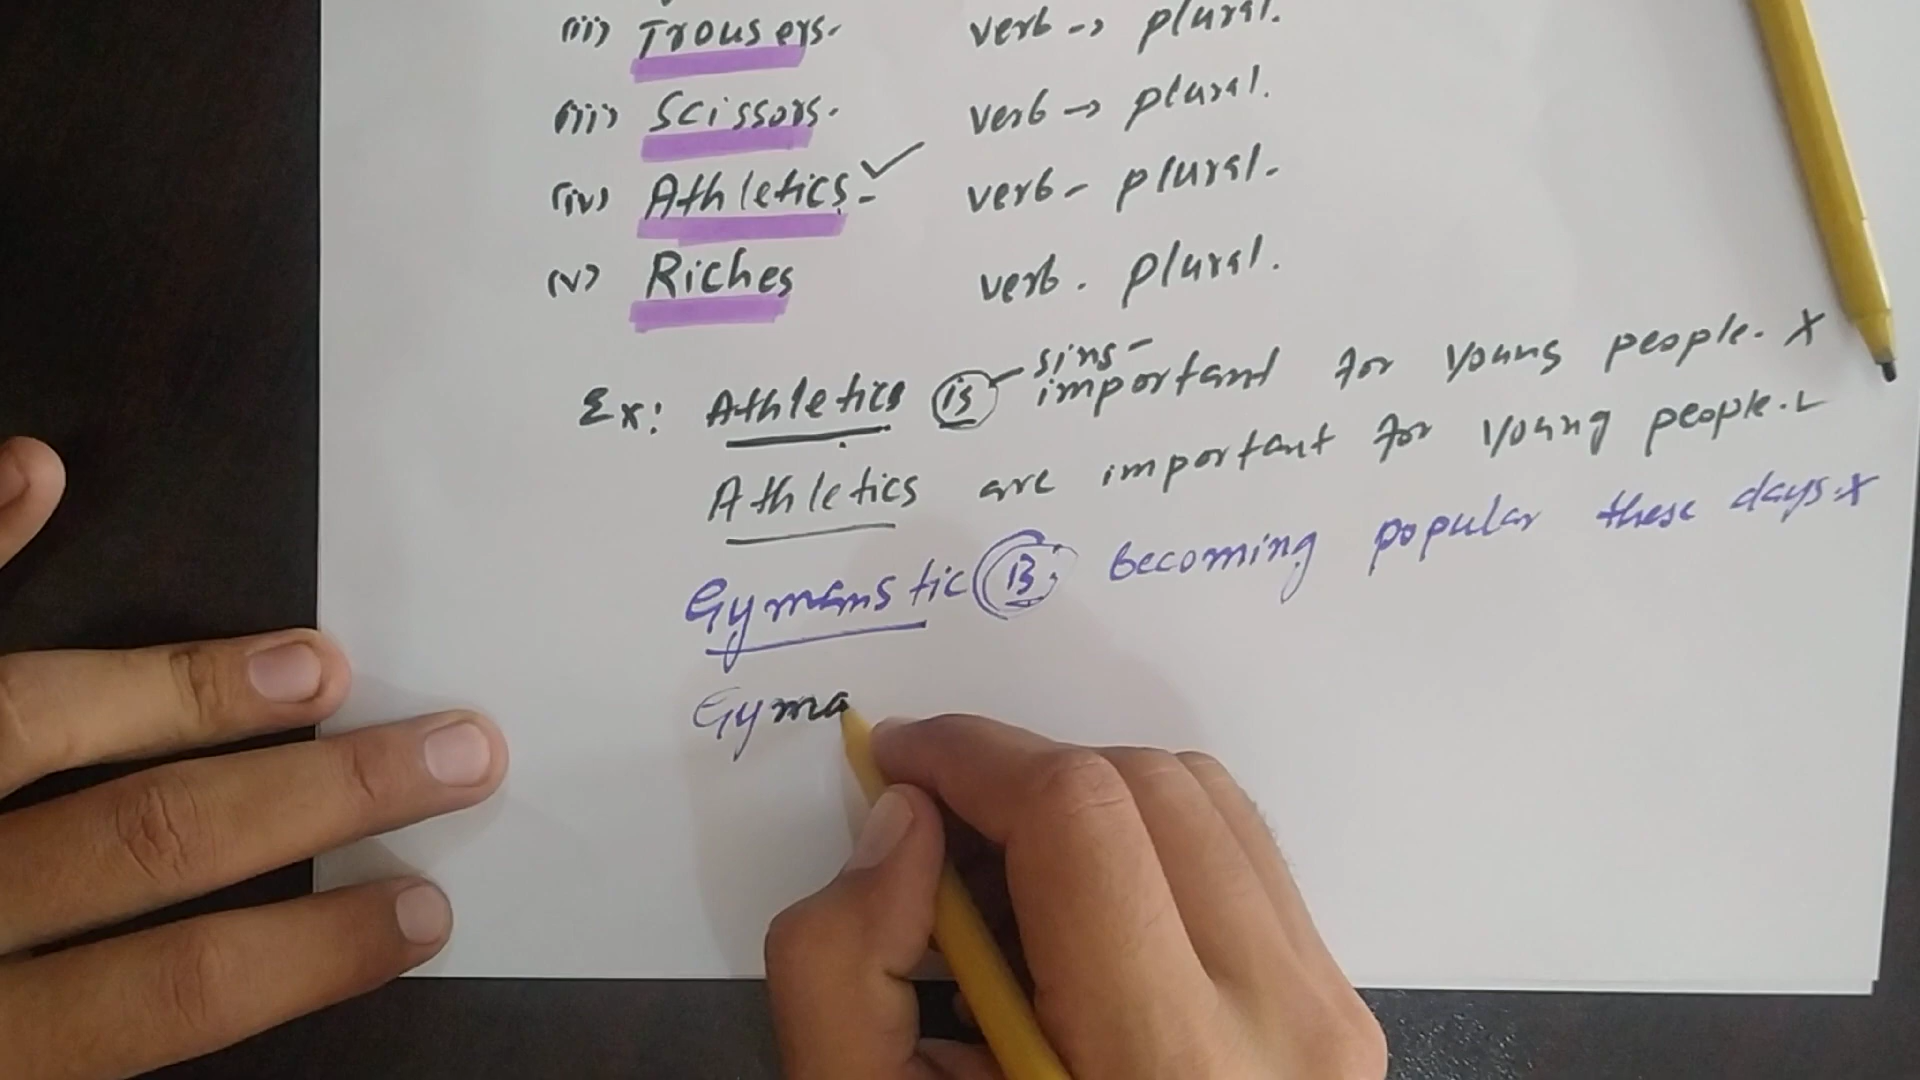 (ii) Trousers. verb -> plural.
(iii) Scissors. verb → plural.
(iv) Athletics- ✓ verb - plural-
(v) Riches verb. plural.
sing-
Ex: Athletics is important for young people. X
Athletics are important for young people. ✓
Gymanstic is becoming popular these days. X
Gyma